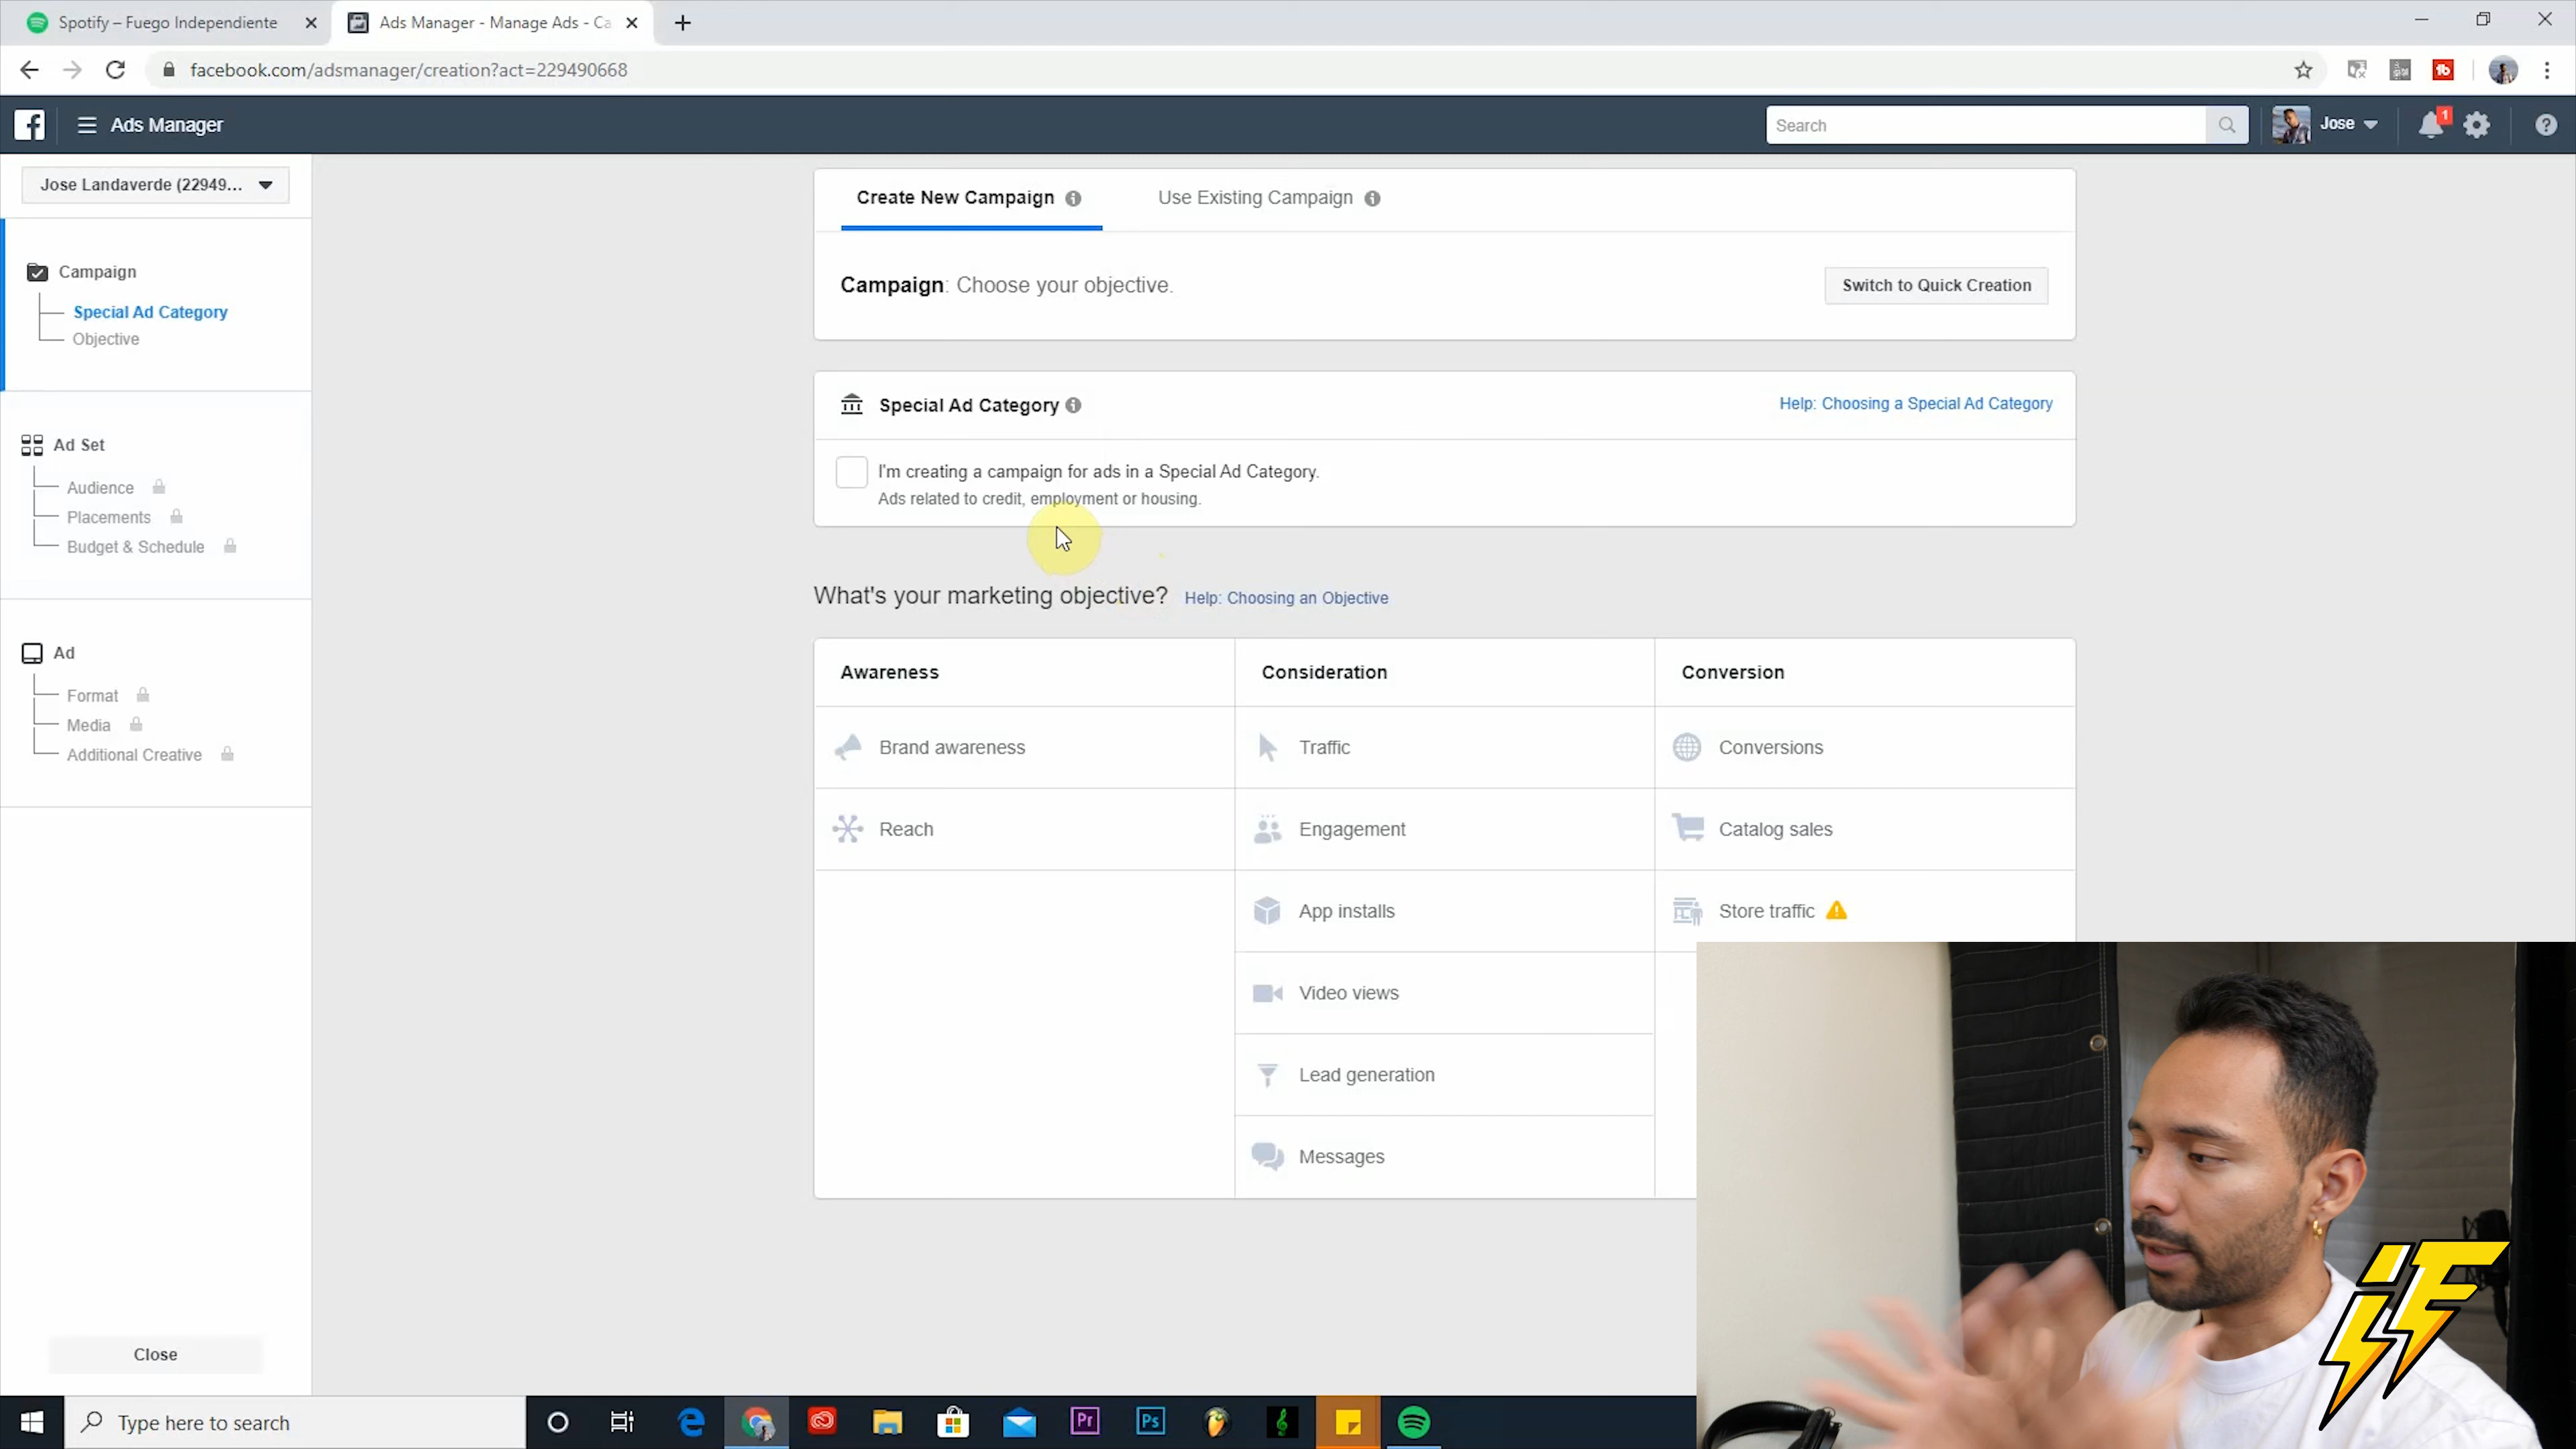 Spotify – Fuego Independiente
Ads Manager - Manage Ads - Ca
facebook.com/adsmanager/creation?act=229490668
Ads Manager
Search
Jose
1
Jose Landaverde (22949...
Campaign
Special Ad Category
Objective
Ad Set
Audience
Placements
Budget & Schedule
Ad
Format
Media
Additional Creative
Close
Create New Campaign
Use Existing Campaign
Campaign: Choose your objective.
Switch to Quick Creation
Special Ad Category
Help: Choosing a Special Ad Category
I'm creating a campaign for ads in a Special Ad Category.
Ads related to credit, employment or housing.
What's your marketing objective?
Help: Choosing an Objective
Awareness
Consideration
Conversion
Brand awareness
Traffic
Conversions
Reach
Engagement
Catalog sales
App installs
Store traffic
Video views
Lead generation
Messages
iF
Type here to search
Pr
Ps